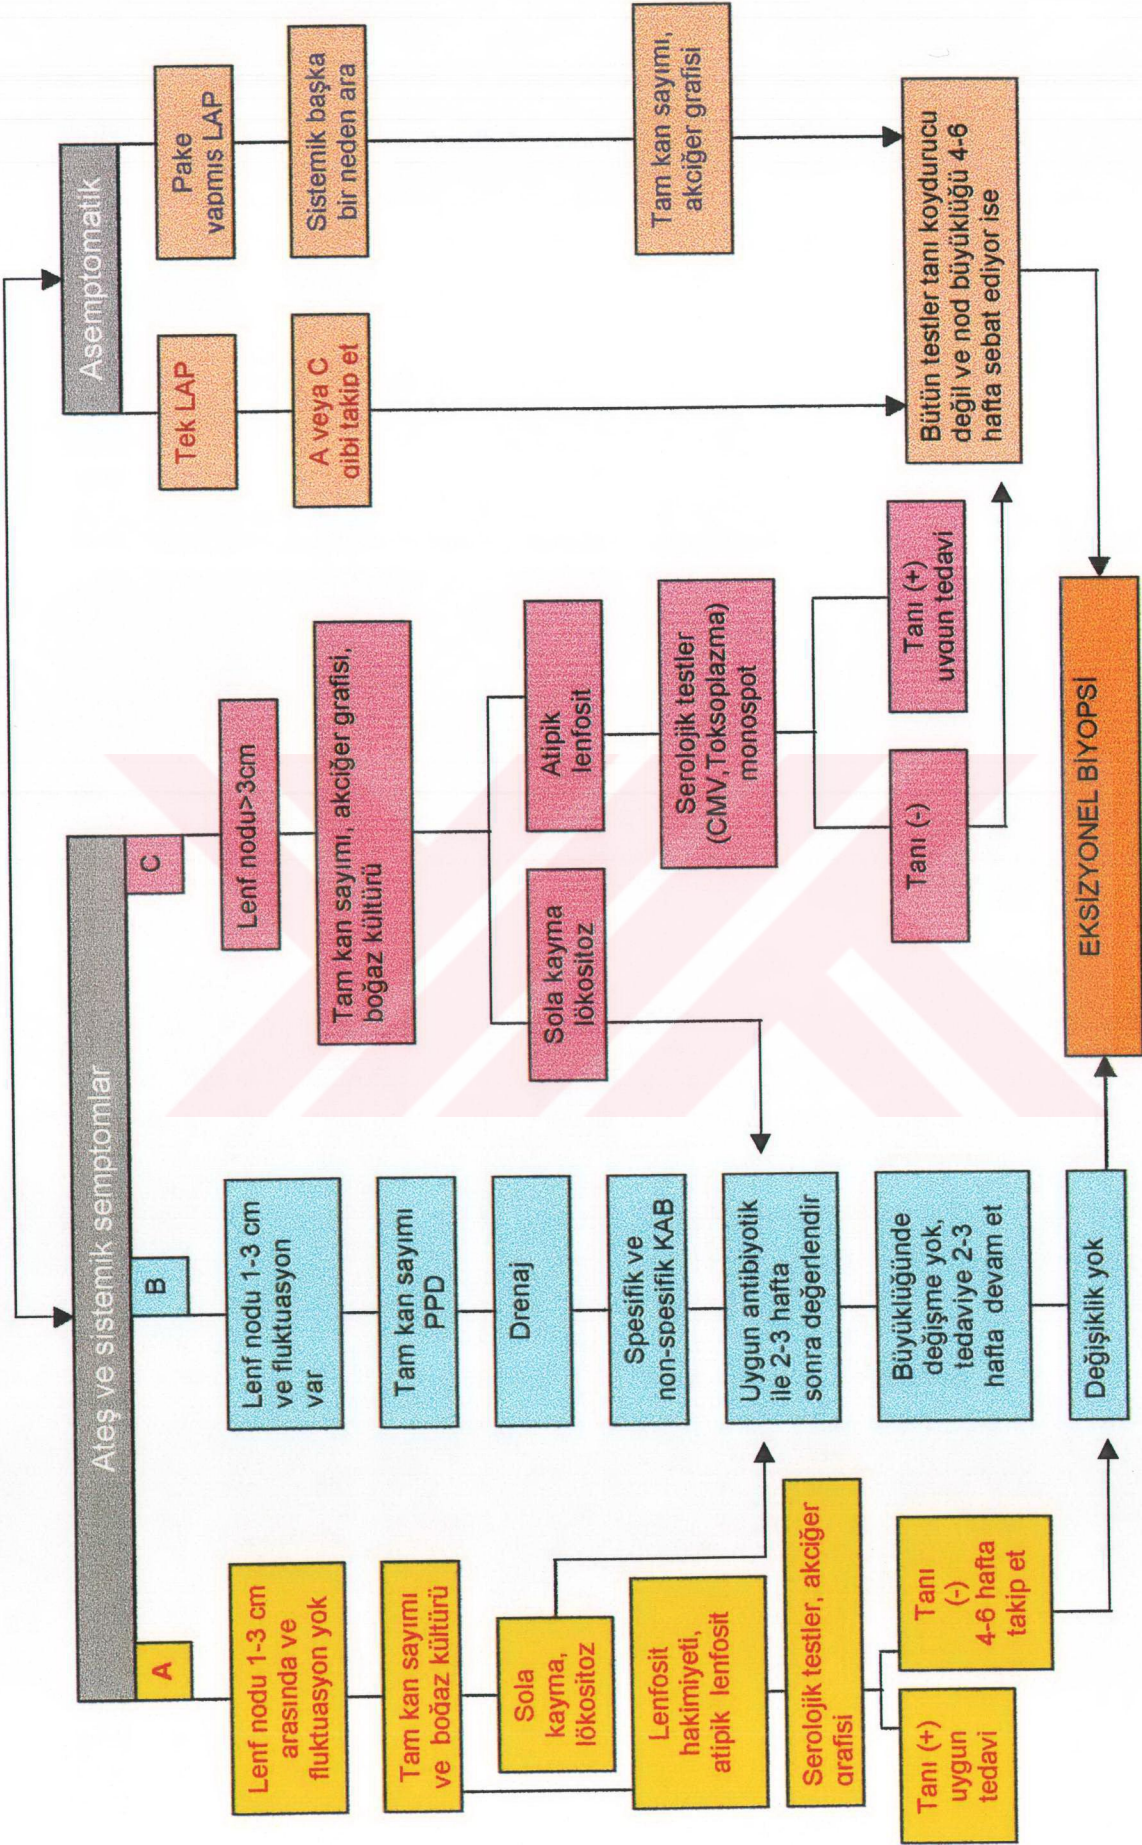 Ateş ve sistemik semptomlar
Asemptomatik
A
Lenf nodu 1-3 cm
arasında ve
fluktuasyon yok
Tam kan sayımı
ve boğaz kültürü
Sola
kayma,
lökositoz
Lenfosit
hakimiyeti,
atipik lenfosit
Serolojik testler, akciğer
grafisi
Tanı (+)
uygun
tedavi
Tanı
(-)
4-6 hafta
takip et
B
Lenf nodu 1-3 cm
ve fluktuasyon
var
Tam kan sayımı
PPD
Drenaj
Spesifik ve
non-spesifik KAB
Uygun antibiyotik
ile 2-3 hafta
sonra değerlendir
Büyüklüğünde
değişme yok,
tedaviye 2-3
hafta devam et
Değişiklik yok
C
Lenf nodu>3cm
Tam kan sayımı, akciğer grafisi,
boğaz kültürü
Sola kayma
lökositoz
Atipik
lenfosit
Serolojik testler
(CMV,Toksoplazma)
monospot
Tanı (-)
Tanı (+)
uygun tedavi
Tek LAP
A veya C
gibi takip et
Pake
yapmıs LAP
Sistemik başka
bir neden ara
Tam kan sayımı,
akciğer grafisi
Bütün testler tanı koydurucu
değil ve nod büyüklüğü 4-6
hafta sebat ediyor ise
EKSİZYONEL BİYOPSİ